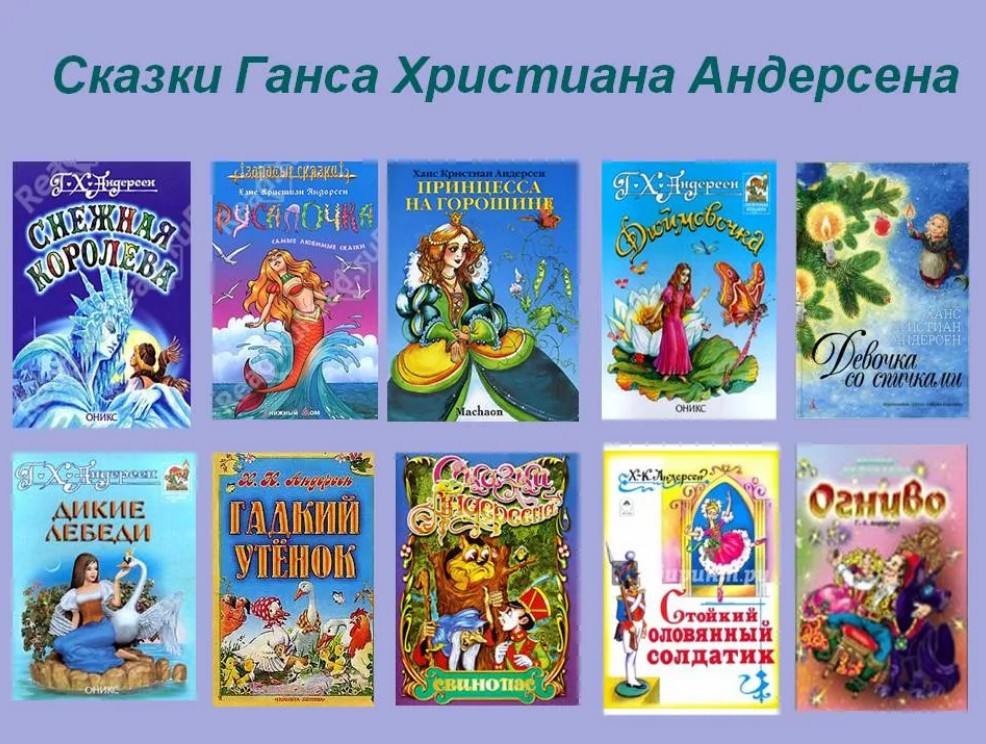 Сказки Ганса Христиана Андерсена
Г·Х·Андерсен
СНЕЖНАЯ
КОРОЛЕВА
ОНИКС
Ханс Кристиан Андерсен
РУСАЛОЧКА
САМЫЕ ЛЮБИМЫЕ СКАЗКИ
Ханс Кристиан Андерсен
ПРИНЦЕССА
НА ГОРОШИНЕ
Machaon
Г·Х·Андерсен
Дюймовочка
ОНИКС
ХАНС
КРИСТИАН
АНДЕРСЕН
Девочка
со спичками
Г·Х·Андерсен
ДИКИЕ
ЛЕБЕДИ
ОНИКС
Х. К. Андерсен
ГАДКИЙ
УТЁНОК
Сказки
Андерсена
СВИНОПАС
Х-К.Андерсен
Стойкий
оловянный
солдатик
Огниво